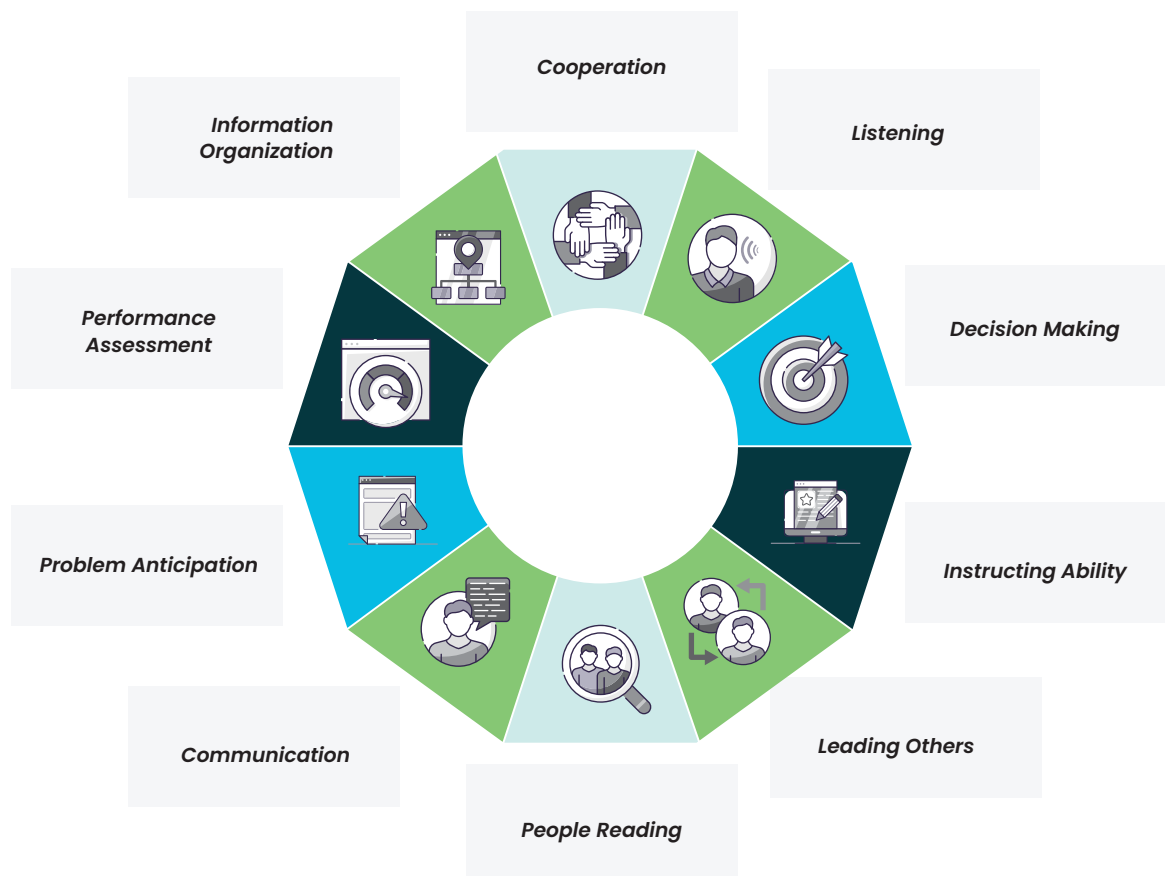 Cooperation
Listening
Information
Organization
Performance
Assessment
Decision Making
Problem Anticipation
Instructing Ability
Communication
Leading Others
People Reading